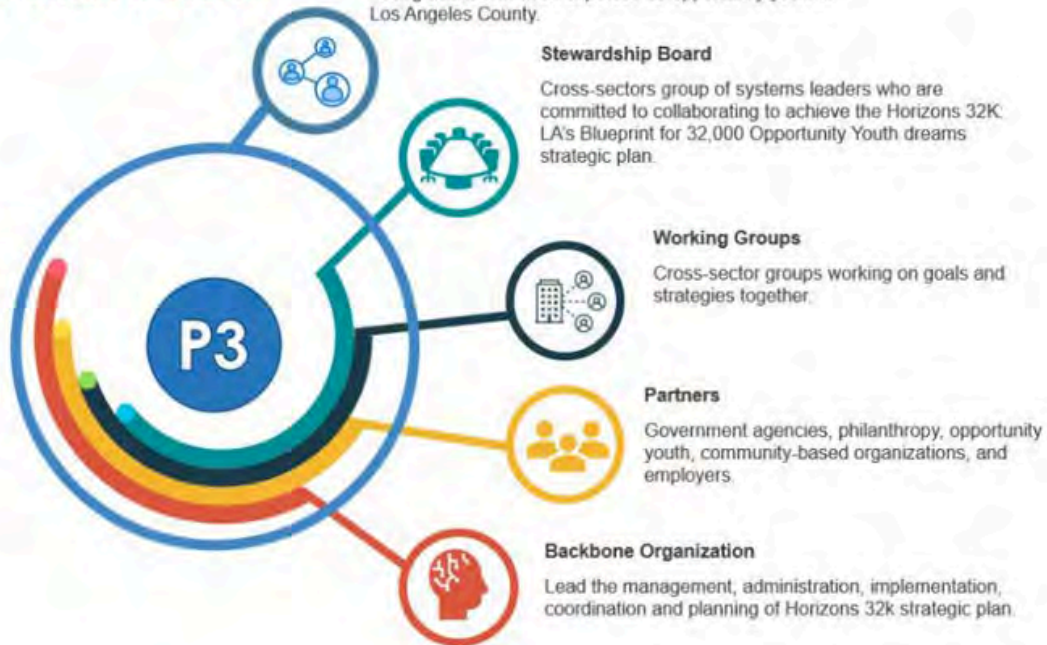 Los Angeles County.
Stewardship Board
Cross-sectors group of systems leaders who are
committed to collaborating to achieve the Horizons 32K:
LA's Blueprint for 32,000 Opportunity Youth dreams
strategic plan.
Working Groups
Cross-sector groups working on goals and
strategies together.
P3
Partners
Government agencies, philanthropy, opportunity
youth, community-based organizations, and
employers.
Backbone Organization
Lead the management, administration, implementation,
coordination and planning of Horizons 32k strategic plan.